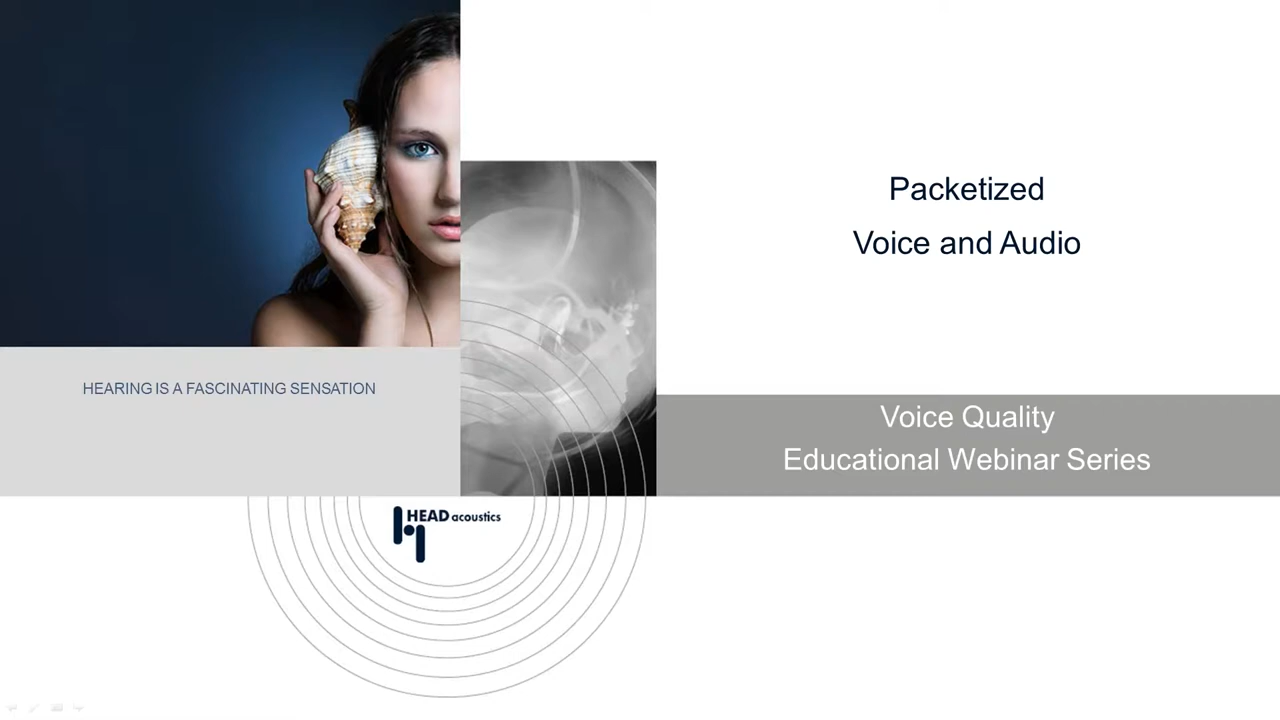 Packetized
Voice and Audio
HEARING IS A FASCINATING SENSATION
Voice Quality
Educational Webinar Series
HEAD acoustics